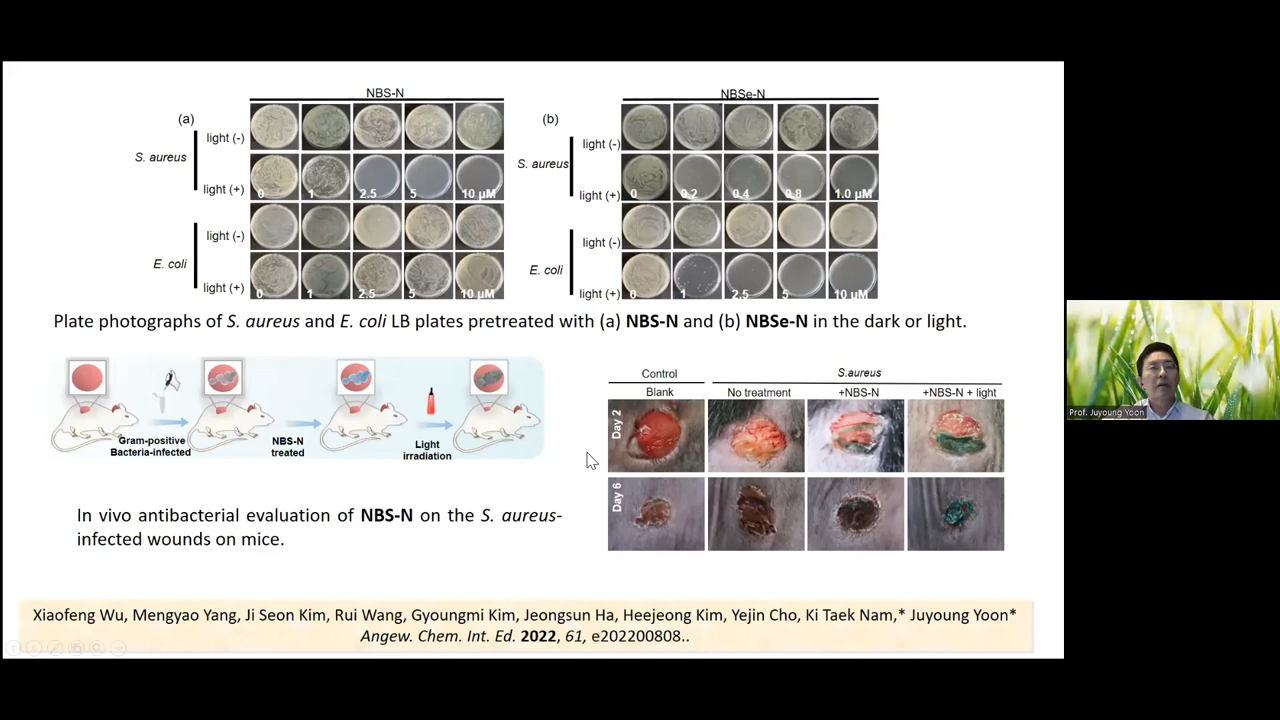 NBS-N
(a)
light (-)
S. aureus
light (+)
0 1 2.5 5 10 µM
light (-)
E. coli
light (+)
0 1 2.5 5 10 µM
NBSe-N
(b)
light (-)
S. aureus
light (+)
0 0.2 0.4 0.8 1.0 µM
light (-)
E. coli
light (+)
0 1 2.5 5 10 µM
Plate photographs of S. aureus and E. coli LB plates pretreated with (a) NBS-N and (b) NBSe-N in the dark or light.
Gram-positive
Bacteria-infected
NBS-N
treated
Light
irradiation
In vivo antibacterial evaluation of NBS-N on the S. aureus-
infected wounds on mice.
Control
S.aureus
Blank
No treatment
+NBS-N
+NBS-N + light
Day 2
Day 6
Xiaofeng Wu, Mengyao Yang, Ji Seon Kim, Rui Wang, Gyoungmi Kim, Jeongsun Ha, Heejeong Kim, Yejin Cho, Ki Taek Nam,* Juyoung Yoon*
Angew. Chem. Int. Ed. 2022, 61, e202200808..
Prof. Juyoung Yoon